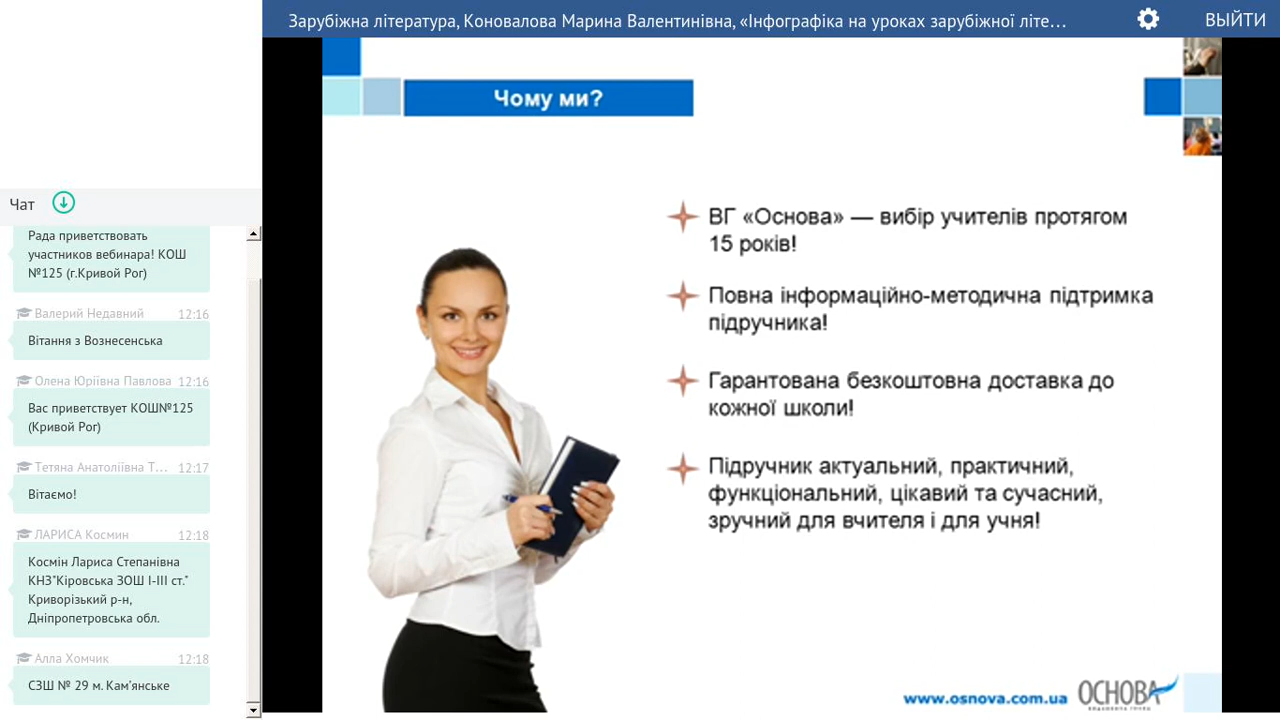 Зарубіжна література, Коновалова Марина Валентинівна, «Інфографіка на уроках зарубіжної літе...
ВЫЙТИ
Чат
Рада приветствовать
участников вебинара! КОШ
№125 (г.Кривой Рог)
Валерий Недавний 12:16
Вітання з Вознесенська
Олена Юріївна Павлова 12:16
Вас приветствует КОШ№125
(Кривой Рог)
Тетяна Анатоліївна Т... 12:17
Вітаємо!
ЛАРИСА Космин 12:18
Космін Лариса Степанівна
КНЗ"Кіровська ЗОШ І-ІІІ ст."
Криворізький р-н,
Дніпропетровська обл.
Алла Хомчик 12:18
СЗШ № 29 м. Кам'янське
Чому ми?
ВГ «Основа» — вибір учителів протягом
15 років!
Повна інформаційно-методична підтримка
підручника!
Гарантована безкоштовна доставка до
кожної школи!
Підручник актуальний, практичний,
функціональний, цікавий та сучасний,
зручний для вчителя і для учня!
www.osnova.com.ua
ОСНОВА